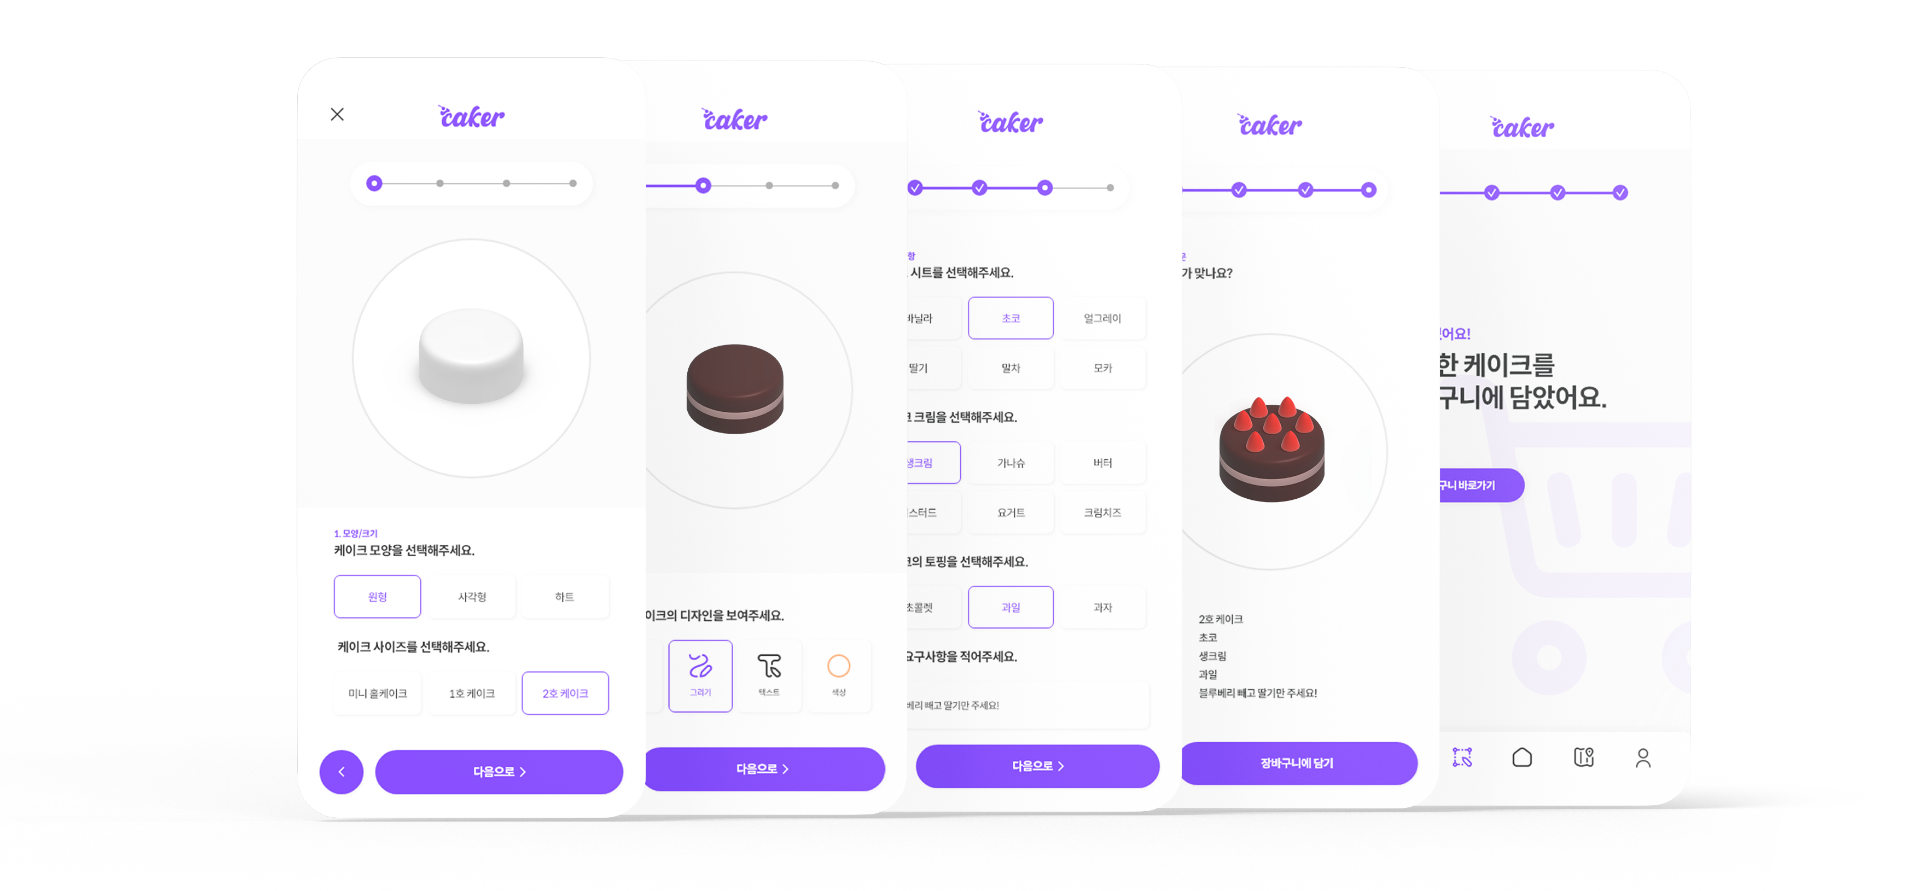 caker
1. 모양/크기
케이크 모양을 선택해주세요.
원형
사각형
하트
케이크 사이즈를 선택해주세요.
미니 홀케이크
1호 케이크
2호 케이크
다음으로
caker
이크의 디자인을 보여주세요.
그리기
텍스트
색상
다음으로
caker
항
시트를 선택해주세요.
바닐라
초코
얼그레이
딸기
말차
모카
크림을 선택해주세요.
생크림
가나슈
버터
스터드
요거트
크림치즈
의 토핑을 선택해주세요.
초콜렛
과일
과자
요구사항을 적어주세요.
베리 빼고 딸기만 주세요!
다음으로
caker
가 맞나요?
2호 케이크
초코
생크림
과일
블루베리 빼고 딸기만 주세요!
장바구니에 담기
caker
어요!
한 케이크를
구니에 담았어요.
구니 바로가기